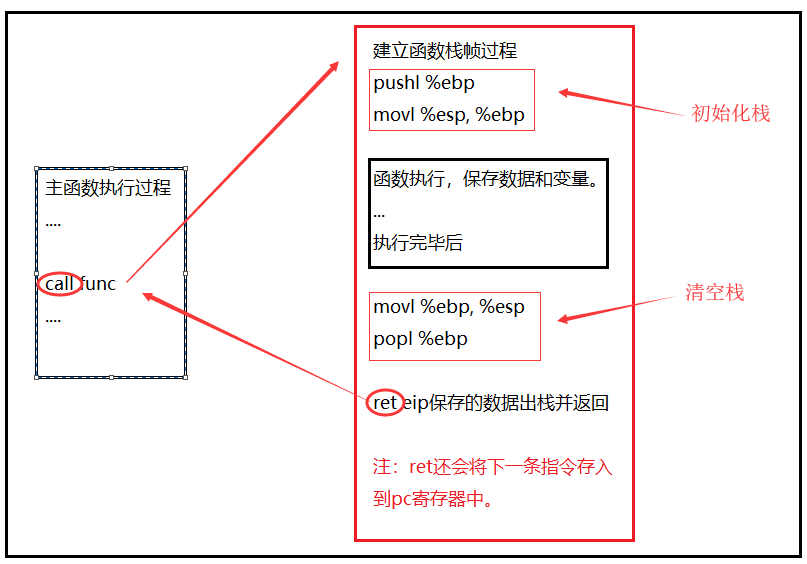 建立函数栈帧过程
pushl %ebp
movl %esp, %ebp
初始化栈
主函数执行过程
....
call func
....
函数执行，保存数据和变量。
...
执行完毕后
movl %ebp, %esp
popl %ebp
清空栈
ret eip保存的数据出栈并返回
注：ret还会将下一条指令存入
到pc寄存器中。